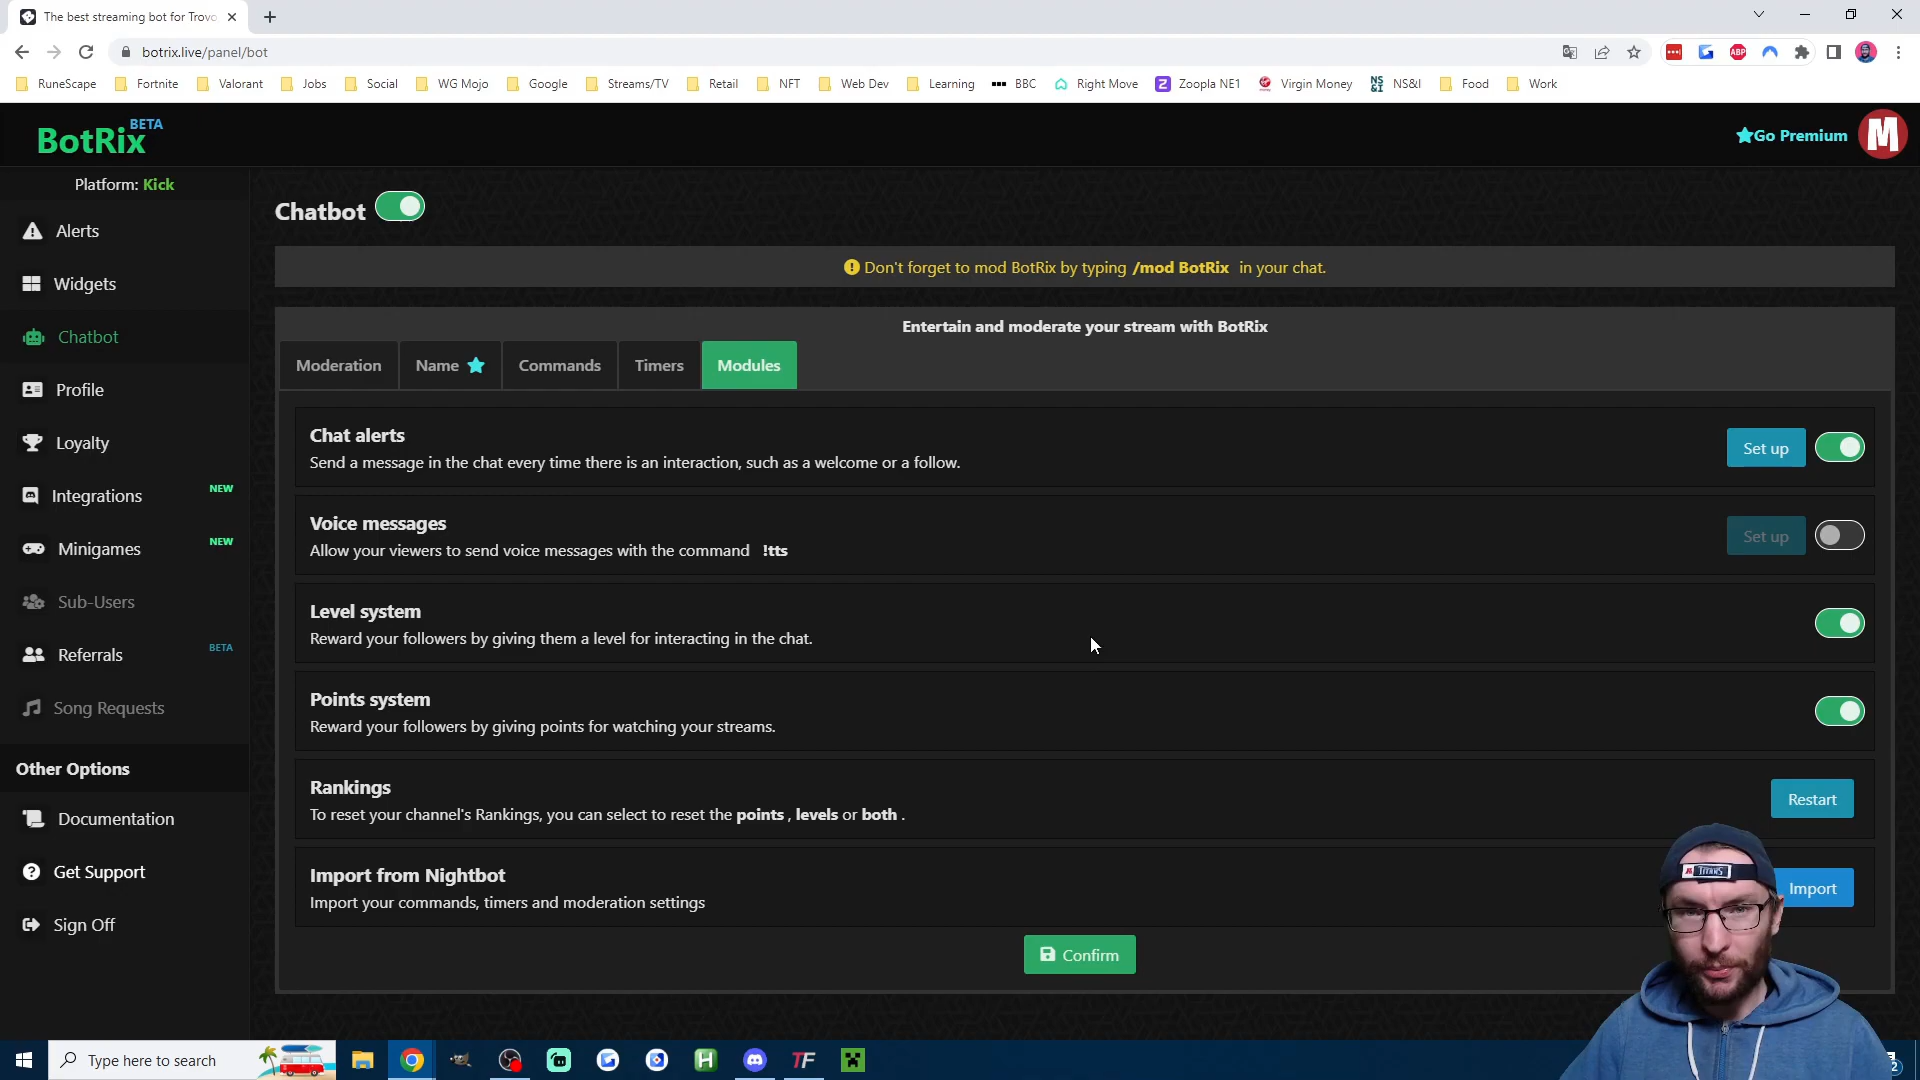 The best streaming bot for Trovo
botrix.live/panel/bot
ABP
RuneScape Fortnite Valorant Jobs Social WG Mojo Google Streams/TV Retail NFT Web Dev Learning BBC Right Move Zoopla NE1 Virgin Money NS&I Food Work
BotRix BETA
Go Premium
M
Platform: Kick
Alerts
Widgets
Chatbot
Profile
Loyalty
Integrations NEW
Minigames NEW
Sub-Users
Referrals BETA
Song Requests
Other Options
Documentation
Get Support
Sign Off
Chatbot
Don't forget to mod BotRix by typing /mod BotRix in your chat.
Entertain and moderate your stream with BotRix
Moderation Name Commands Timers Modules
Chat alerts
Send a message in the chat every time there is an interaction, such as a welcome or a follow.
Set up
Voice messages
Allow your viewers to send voice messages with the command !tts
Set up
Level system
Reward your followers by giving them a level for interacting in the chat.
Points system
Reward your followers by giving points for watching your streams.
Rankings
To reset your channel's Rankings, you can select to reset the points , levels or both .
Restart
Import from Nightbot
Import your commands, timers and moderation settings
Import
Confirm
Type here to search
H
TF
2